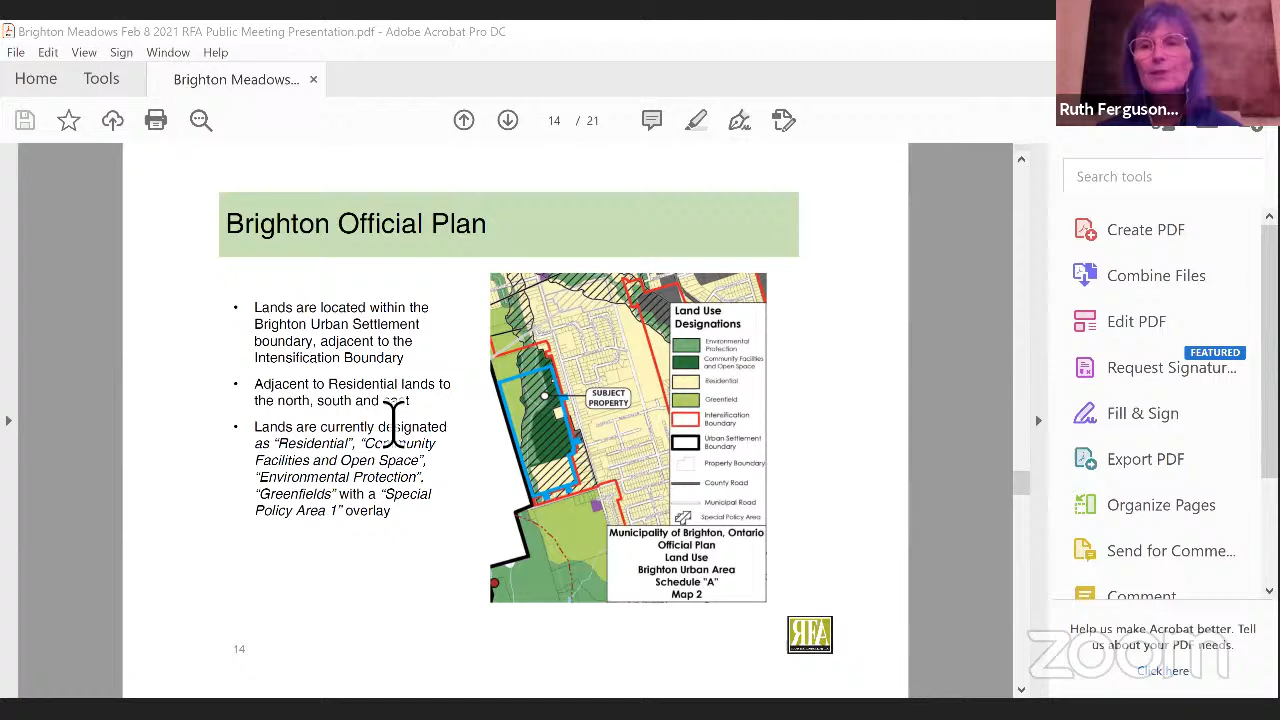 Brighton Meadows Feb 8 2021 RFA Public Meeting Presentation.pdf - Adobe Acrobat Pro DC
File Edit View Sign Window Help
Home Tools Brighton Meadows... ×
14 / 21
Ruth Ferguson...
Search tools
Create PDF
Combine Files
Edit PDF
FEATURED
Request Signatur...
Fill & Sign
Export PDF
Organize Pages
Send for Comme...
Comment
Help us make Acrobat better. Tell
us about your PDF needs.
Click here
zoom
Brighton Official Plan
• Lands are located within the
Brighton Urban Settlement
boundary, adjacent to the
Intensification Boundary
• Adjacent to Residential lands to
the north, south and east
• Lands are currently designated
as “Residential”, “Community
Facilities and Open Space”,
“Environmental Protection”.
“Greenfields” with a “Special
Policy Area 1” overlay
SUBJECT
PROPERTY
Land Use
Designations
Environmental
Protection
Community Facilities
and Open Space
Residential
Greenfield
Intensification
Boundary
Urban Settlement
Boundary
Property Boundary
County Road
Municipal Road
Special Policy Area
Municipality of Brighton, Ontario
Official Plan
Land Use
Brighton Urban Area
Schedule "A"
Map 2
RFA
14